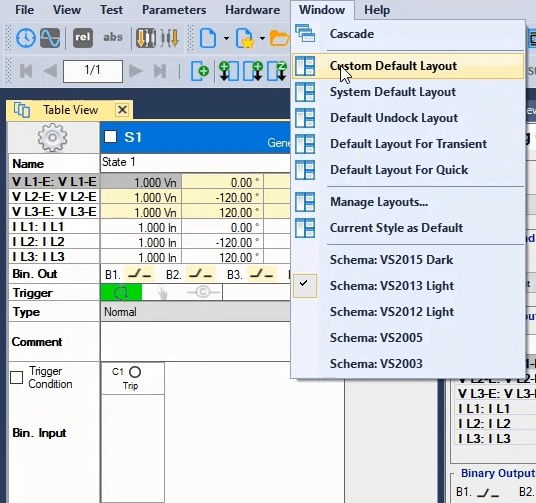 File View Test Parameters Hardware Window Help
rel abs
1/1
Cascade
Custom Default Layout
System Default Layout
Default Undock Layout
Default Layout For Transient
Default Layout For Quick
Manage Layouts...
Current Style as Default
Schema: VS2015 Dark
Schema: VS2013 Light
Schema: VS2012 Light
Schema: VS2005
Schema: VS2003
Table View
S1
Name State 1
V L1-E: V L1-E 1.000 Vn 0.00 °
V L2-E: V L2-E 1.000 Vn -120.00 °
V L3-E: V L3-E 1.000 Vn 120.00 °
I L1: I L1 1.000 In 0.00 °
I L2: I L2 1.000 In -120.00 °
I L3: I L3 1.000 In 120.00 °
Bin. Out B1. B2. B3.
Trigger
Type Normal
Comment
Trigger
Condition
C1
Trip
Bin. Input
V L3-E: V L3-E
I L1: I L1
I L2: I L2
I L3: I L3
Binary Output
B1. B2.